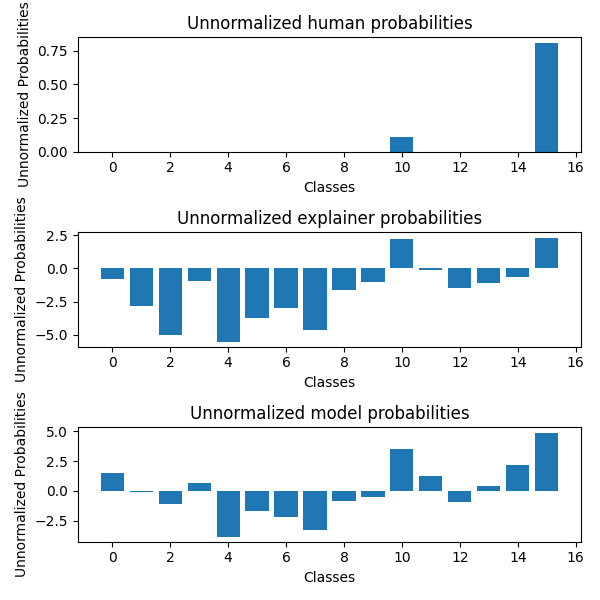 Unnormalized human probabilities
Unnormalized Probabilities
0.75
0.50
0.25
0.00
0 2 4 6 8 10 12 14 16
Classes
Unnormalized explainer probabilities
Unnormalized Probabilities
2.5
0.0
−2.5
−5.0
0 2 4 6 8 10 12 14 16
Classes
Unnormalized model probabilities
Unnormalized Probabilities
5.0
2.5
0.0
−2.5
0 2 4 6 8 10 12 14 16
Classes